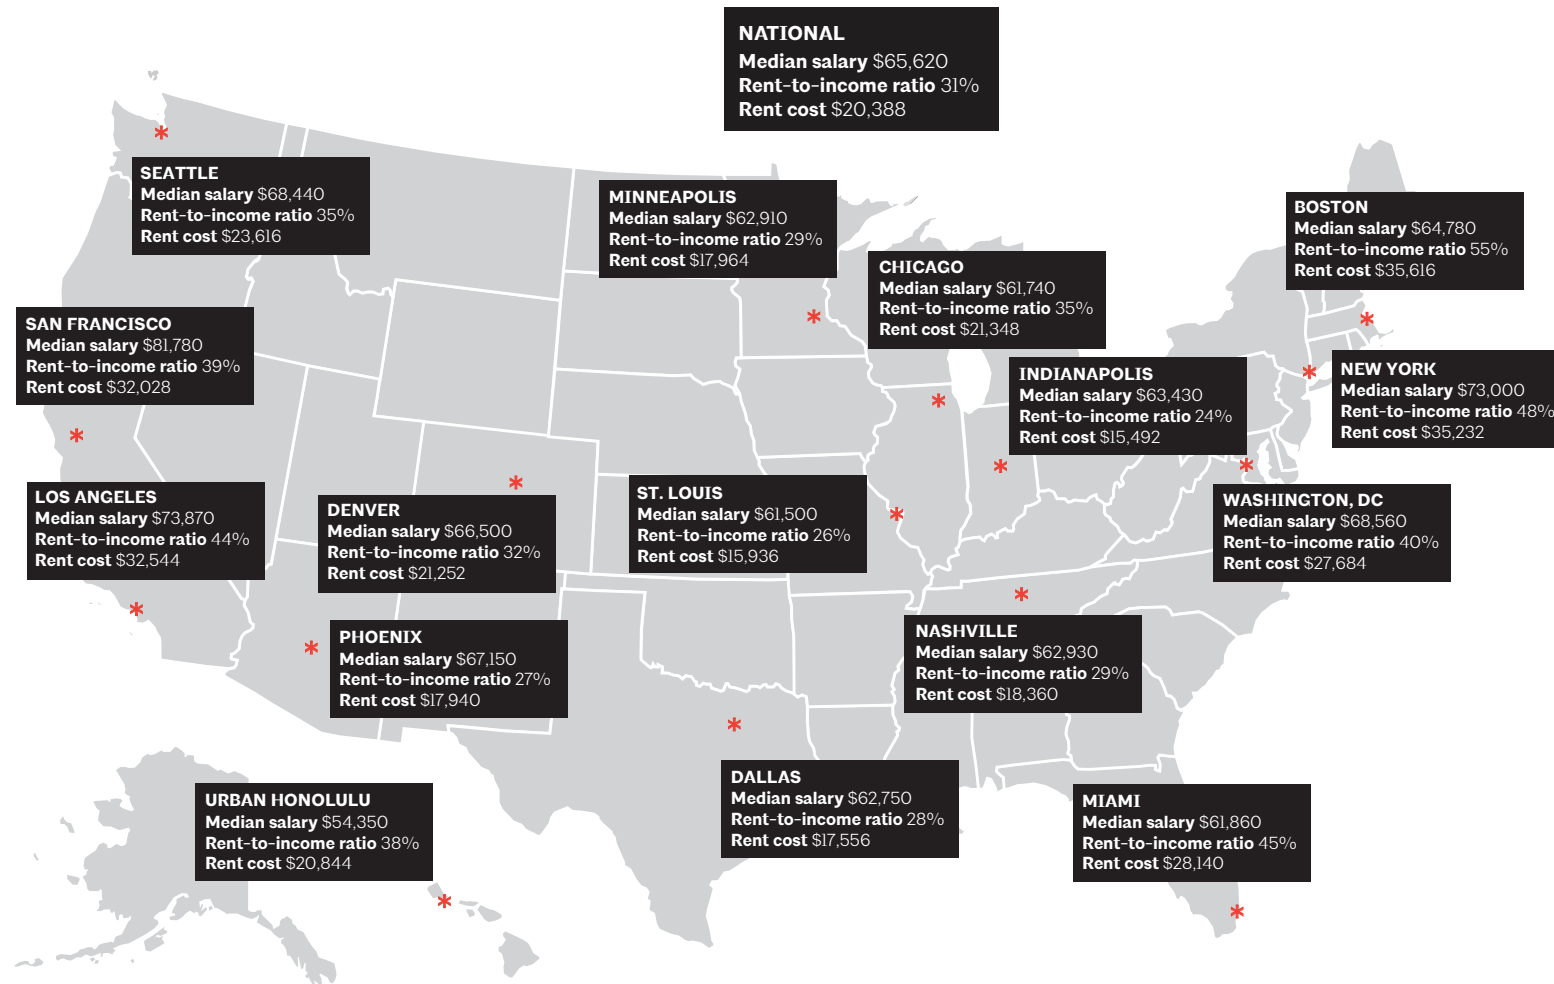 NATIONAL
Median salary $65,620
Rent-to-income ratio 31%
Rent cost $20,388
SEATTLE
Median salary $68,440
Rent-to-income ratio 35%
Rent cost $23,616
MINNEAPOLIS
Median salary $62,910
Rent-to-income ratio 29%
Rent cost $17,964
BOSTON
Median salary $64,780
Rent-to-income ratio 55%
Rent cost $35,616
CHICAGO
Median salary $61,740
Rent-to-income ratio 35%
Rent cost $21,348
SAN FRANCISCO
Median salary $81,780
Rent-to-income ratio 39%
Rent cost $32,028
INDIANAPOLIS
Median salary $63,430
Rent-to-income ratio 24%
Rent cost $15,492
NEW YORK
Median salary $73,000
Rent-to-income ratio 48%
Rent cost $35,232
LOS ANGELES
Median salary $73,870
Rent-to-income ratio 44%
Rent cost $32,544
DENVER
Median salary $66,500
Rent-to-income ratio 32%
Rent cost $21,252
ST. LOUIS
Median salary $61,500
Rent-to-income ratio 26%
Rent cost $15,936
WASHINGTON, DC
Median salary $68,560
Rent-to-income ratio 40%
Rent cost $27,684
PHOENIX
Median salary $67,150
Rent-to-income ratio 27%
Rent cost $17,940
NASHVILLE
Median salary $62,930
Rent-to-income ratio 29%
Rent cost $18,360
URBAN HONOLULU
Median salary $54,350
Rent-to-income ratio 38%
Rent cost $20,844
DALLAS
Median salary $62,750
Rent-to-income ratio 28%
Rent cost $17,556
MIAMI
Median salary $61,860
Rent-to-income ratio 45%
Rent cost $28,140